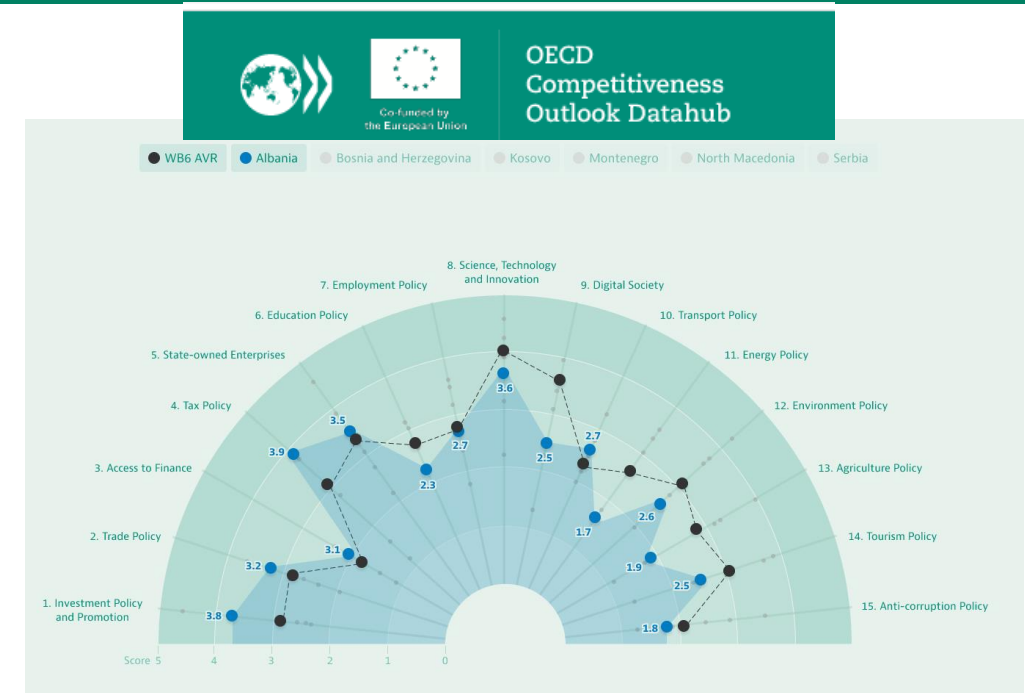 OECD
Competitiveness
Outlook Datahub
Co-funded by
the European Union
WB6 AVR
Albania
Bosnia and Herzegovina
Kosovo
Montenegro
North Macedonia
Serbia
8. Science, Technology
and Innovation
7. Employment Policy
9. Digital Society
6. Education Policy
10. Transport Policy
5. State-owned Enterprises
11. Energy Policy
4. Tax Policy
12. Environment Policy
3. Access to Finance
13. Agriculture Policy
2. Trade Policy
14. Tourism Policy
1. Investment Policy
and Promotion
15. Anti-corruption Policy
3.8
3.2
3.1
3.9
3.5
2.3
2.7
3.6
2.5
2.7
1.7
2.6
1.9
2.5
1.8
Score 5 4 3 2 1 0